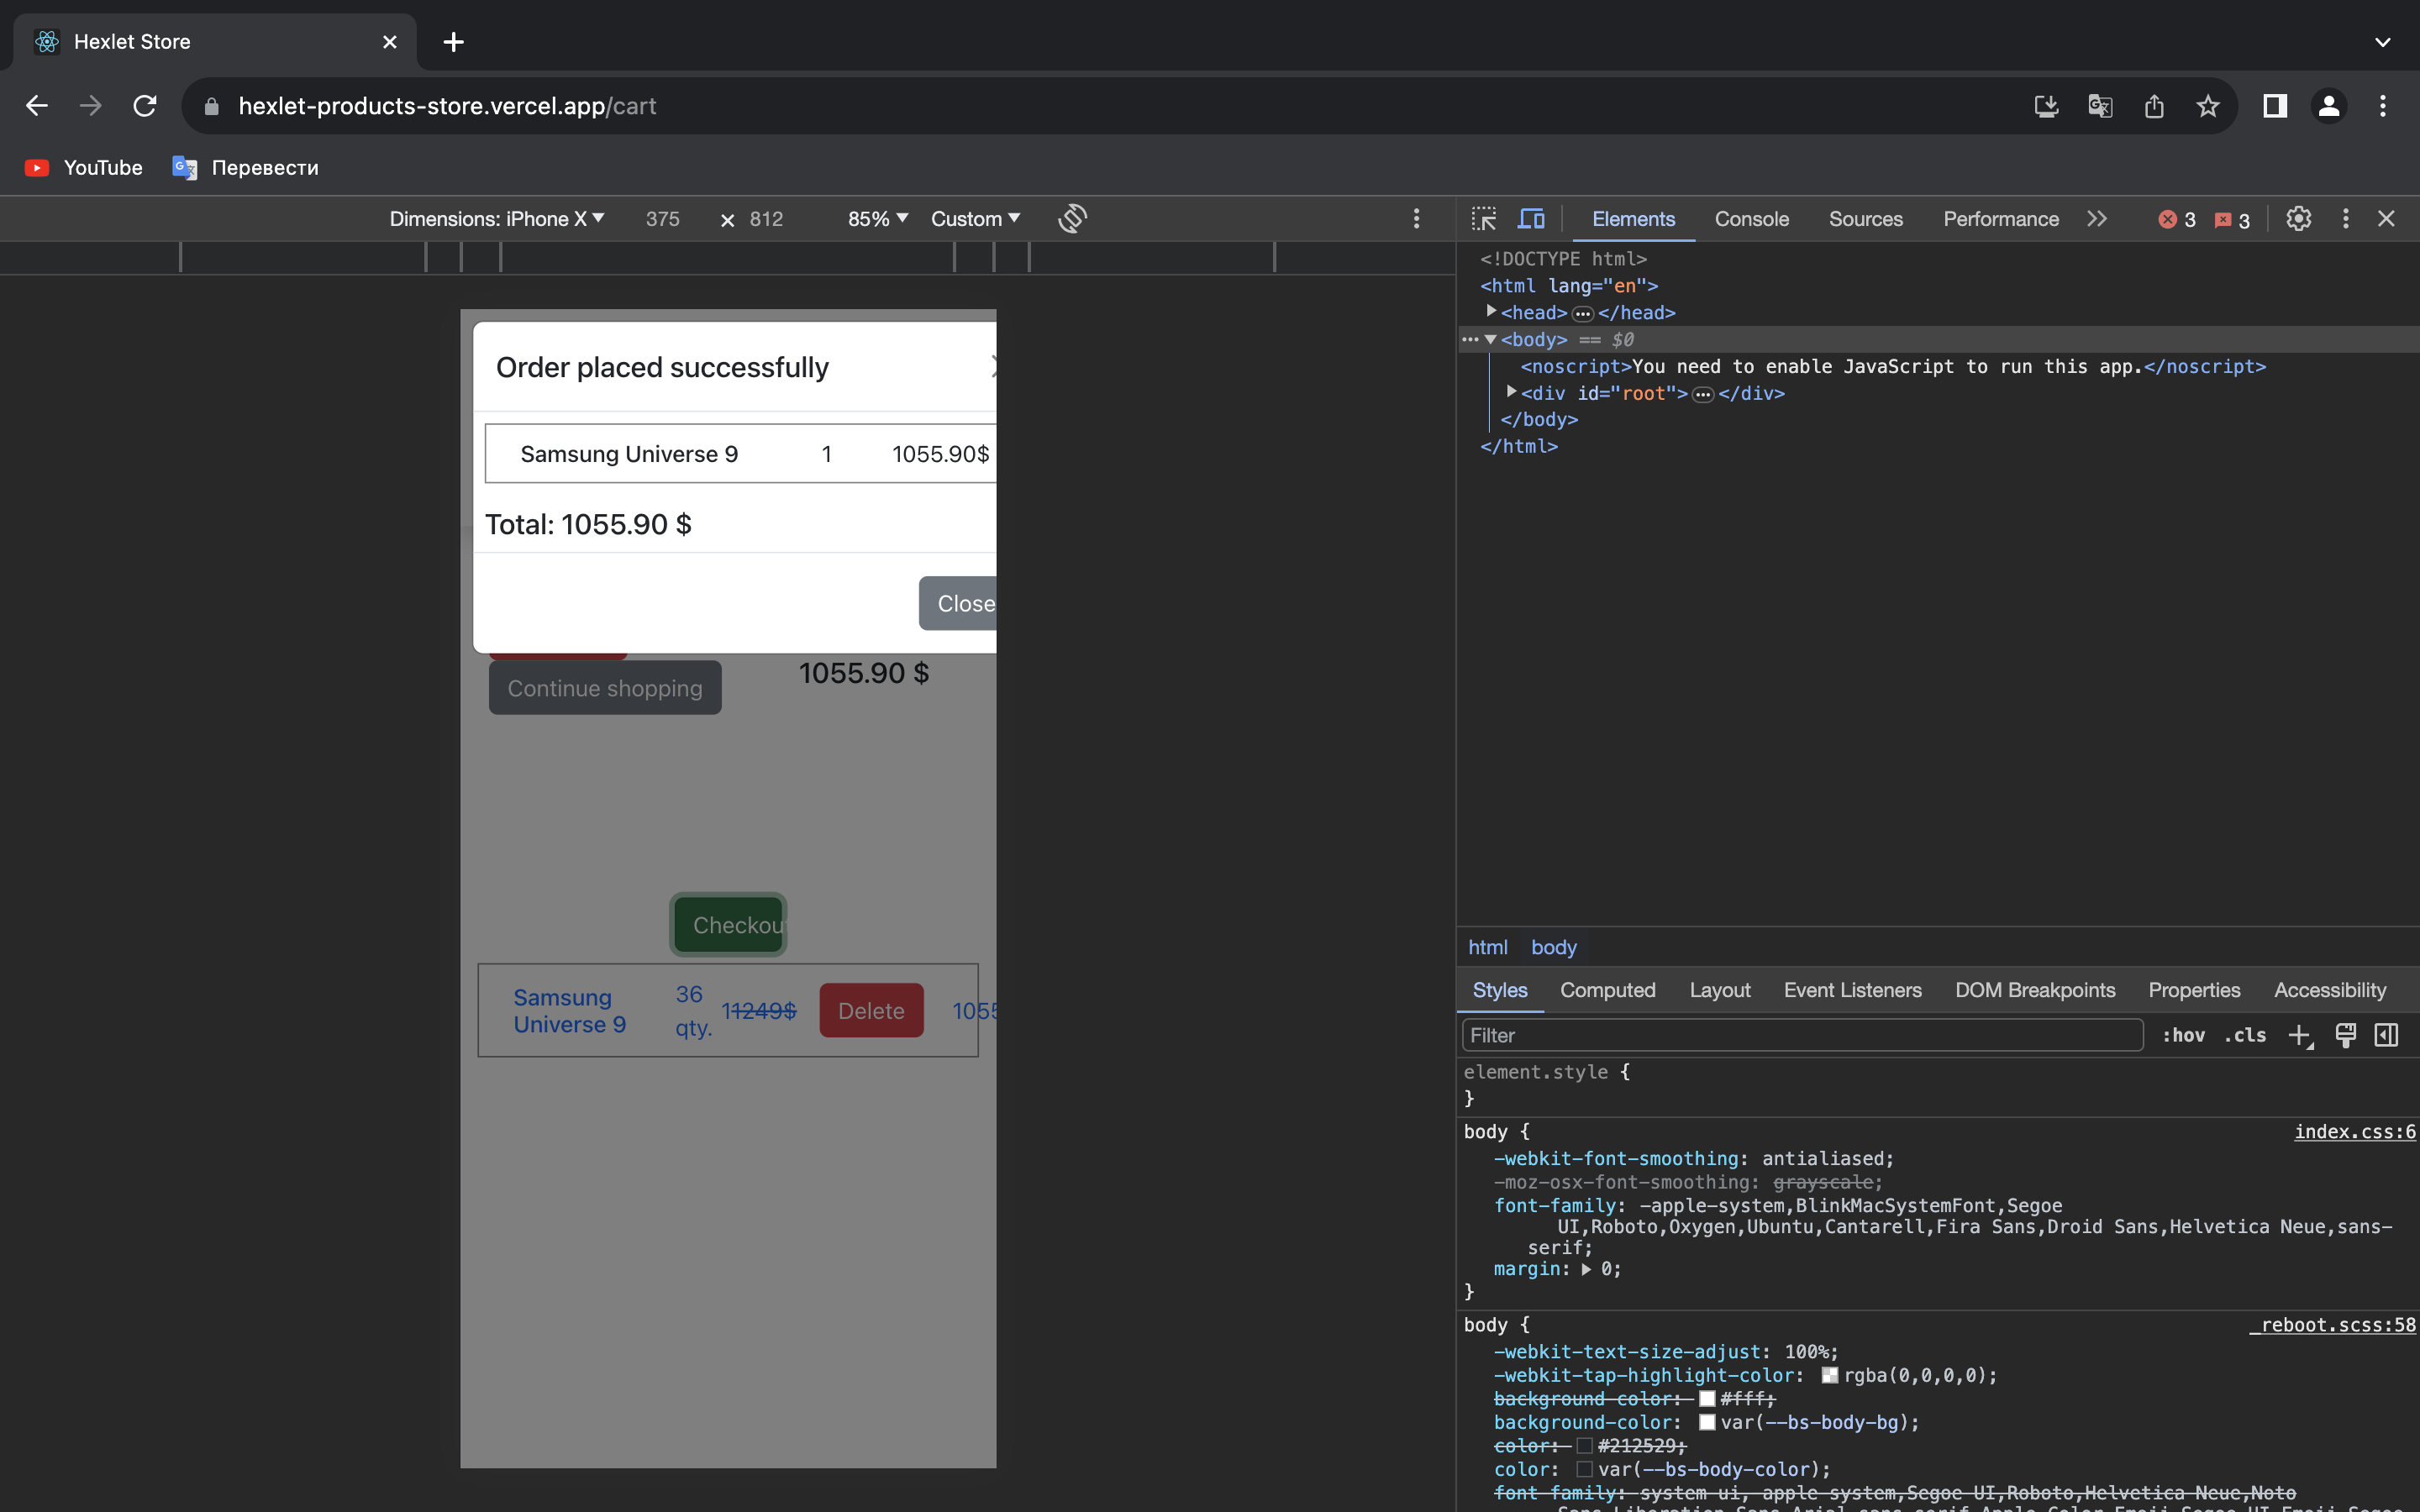 Hexlet Store
hexlet-products-store.vercel.app/cart
YouTube Перевести
Dimensions: iPhone X 375 × 812 85% Custom
Elements Console Sources Performance 3 3
<!DOCTYPE html>
<html lang="en">
<head> ••• </head>
••• <body> == $0
<noscript>You need to enable JavaScript to run this app.</noscript>
<div id="root"> ••• </div>
</body>
</html>
Order placed successfully
Samsung Universe 9 1 1055.90$
Total: 1055.90 $
Close
Continue shopping 1055.90 $
Checkou
Samsung Universe 9
36 qty.
11249$
Delete
1055
html body
Styles Computed Layout Event Listeners DOM Breakpoints Properties Accessibility
Filter :hov .cls
element.style {
}
body { index.css:6
-webkit-font-smoothing: antialiased;
-moz-osx-font-smoothing: grayscale;
font-family: -apple-system,BlinkMacSystemFont,Segoe
UI,Roboto,Oxygen,Ubuntu,Cantarell,Fira Sans,Droid Sans,Helvetica Neue,sans-
serif;
margin: 0;
}
body { _reboot.scss:58
-webkit-text-size-adjust: 100%;
-webkit-tap-highlight-color: rgba(0,0,0,0);
background-color: #fff;
background-color: var(--bs-body-bg);
color: #212529;
color: var(--bs-body-color);
font-family: system-ui,-apple-system,Segoe UI,Roboto,Helvetica Neue,Noto